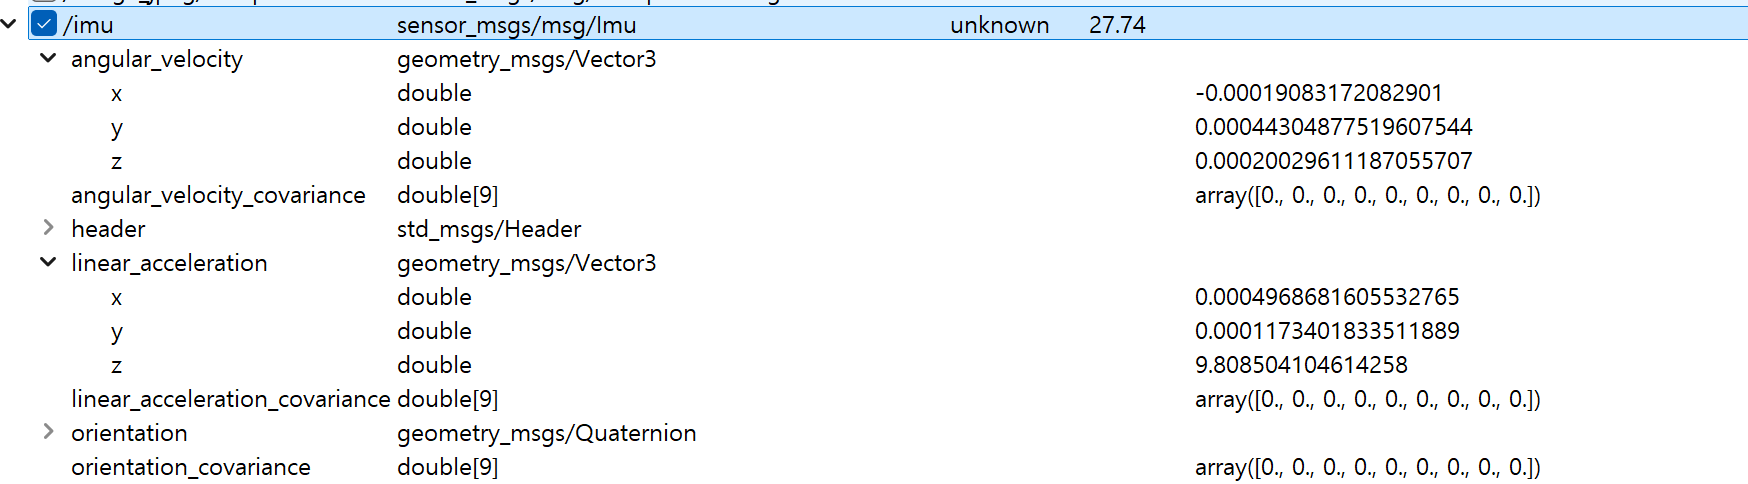 /imu sensor_msgs/msg/Imu unknown 27.74
angular_velocity geometry_msgs/Vector3
x double -0.00019083172082901
y double 0.00044304877519607544
z double 0.00020029611187055707
angular_velocity_covariance double[9] array([0., 0., 0., 0., 0., 0., 0., 0., 0.])
header std_msgs/Header
linear_acceleration geometry_msgs/Vector3
x double 0.0004968681605532765
y double 0.0001173401833511889
z double 9.808504104614258
linear_acceleration_covariance double[9] array([0., 0., 0., 0., 0., 0., 0., 0., 0.])
orientation geometry_msgs/Quaternion
orientation_covariance double[9] array([0., 0., 0., 0., 0., 0., 0., 0., 0.])